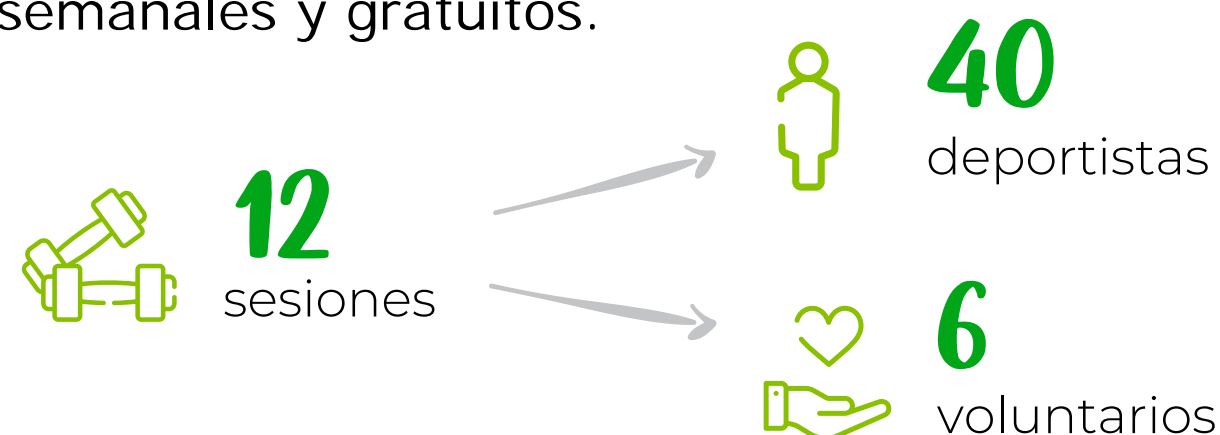 semanales y gratuitos.
12
sesiones
40
deportistas
6
voluntarios